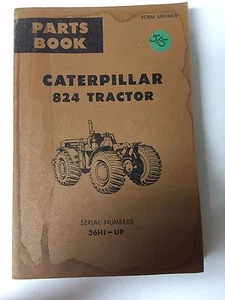 PARTS
BOOK
CATERPILLAR
824 TRACTOR
SERIAL NUMBERS
36H1-UP